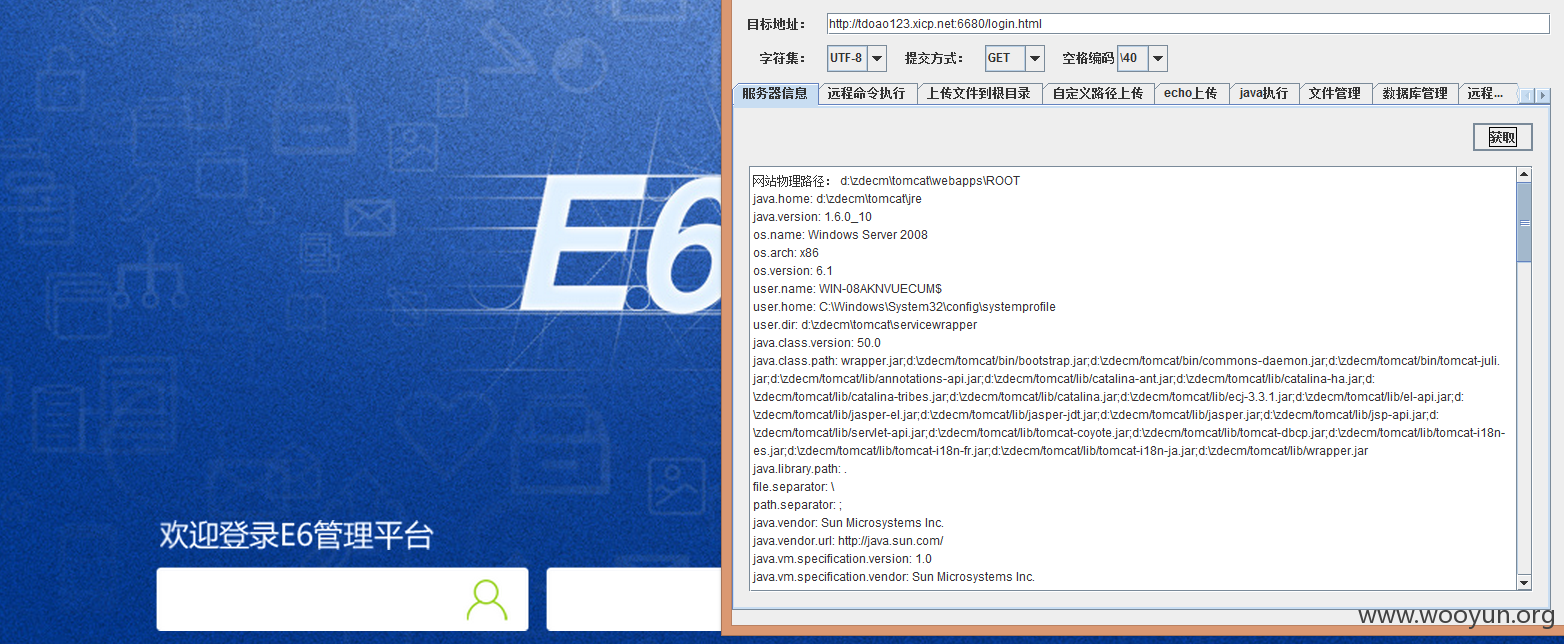 E6
欢迎登录E6管理平台
目标地址： http://tdoao123.xicp.net:6680/login.html
字符集： UTF-8 提交方式： GET 空格编码 \40
服务器信息 远程命令执行 上传文件到根目录 自定义路径上传 echo上传 java执行 文件管理 数据库管理 远程...
获取
网站物理路径： d:\zdecm\tomcat\webapps\ROOT
java.home: d:\zdecm\tomcat\jre
java.version: 1.6.0_10
os.name: Windows Server 2008
os.arch: x86
os.version: 6.1
user.name: WIN-08AKNVUECUM$
user.home: C:\Windows\System32\config\systemprofile
user.dir: d:\zdecm\tomcat\servicewrapper
java.class.version: 50.0
java.class.path: wrapper.jar;d:\zdecm/tomcat/bin/bootstrap.jar;d:\zdecm/tomcat/bin/commons-daemon.jar;d:\zdecm/tomcat/bin/tomcat-juli.
jar;d:\zdecm/tomcat/lib/annotations-api.jar;d:\zdecm/tomcat/lib/catalina-ant.jar;d:\zdecm/tomcat/lib/catalina-ha.jar;d:
\zdecm/tomcat/lib/catalina-tribes.jar;d:\zdecm/tomcat/lib/catalina.jar;d:\zdecm/tomcat/lib/ecj-3.3.1.jar;d:\zdecm/tomcat/lib/el-api.jar;d:
\zdecm/tomcat/lib/jasper-el.jar;d:\zdecm/tomcat/lib/jasper-jdt.jar;d:\zdecm/tomcat/lib/jasper.jar;d:\zdecm/tomcat/lib/jsp-api.jar;d:
\zdecm/tomcat/lib/servlet-api.jar;d:\zdecm/tomcat/lib/tomcat-coyote.jar;d:\zdecm/tomcat/lib/tomcat-dbcp.jar;d:\zdecm/tomcat/lib/tomcat-i18n-
es.jar;d:\zdecm/tomcat/lib/tomcat-i18n-fr.jar;d:\zdecm/tomcat/lib/tomcat-i18n-ja.jar;d:\zdecm/tomcat/lib/wrapper.jar
java.library.path: .
file.separator: \
path.separator: ;
java.vendor: Sun Microsystems Inc.
java.vendor.url: http://java.sun.com/
java.vm.specification.version: 1.0
java.vm.specification.vendor: Sun Microsystems Inc.
www.wooyun.org